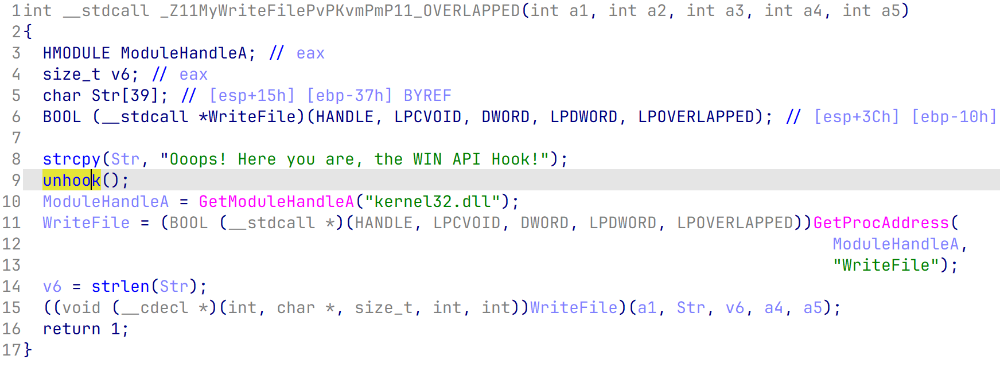 1 int __stdcall _Z11MyWriteFilePvPKvmPmP11_OVERLAPPED(int a1, int a2, int a3, int a4, int a5)
2 {
3   HMODULE ModuleHandleA; // eax
4   size_t v6; // eax
5   char Str[39]; // [esp+15h] [ebp-37h] BYREF
6   BOOL (__stdcall *WriteFile)(HANDLE, LPCVOID, DWORD, LPDWORD, LPOVERLAPPED); // [esp+3Ch] [ebp-10h]
7
8   strcpy(Str, "Ooops! Here you are, the WIN API Hook!");
9   unhook();
10   ModuleHandleA = GetModuleHandleA("kernel32.dll");
11   WriteFile = (BOOL (__stdcall *)(HANDLE, LPCVOID, DWORD, LPDWORD, LPOVERLAPPED))GetProcAddress(
12                                                                                    ModuleHandleA,
13                                                                                    "WriteFile");
14   v6 = strlen(Str);
15   ((void (__cdecl *)(int, char *, size_t, int, int))WriteFile)(a1, Str, v6, a4, a5);
16   return 1;
17 }